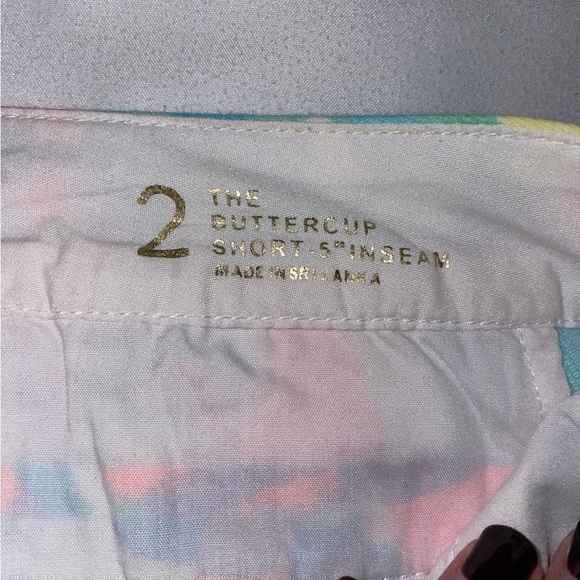 2
THE
BUTTERCUP
SHORT-5" INSEAM
MADE IN SRI LANKA